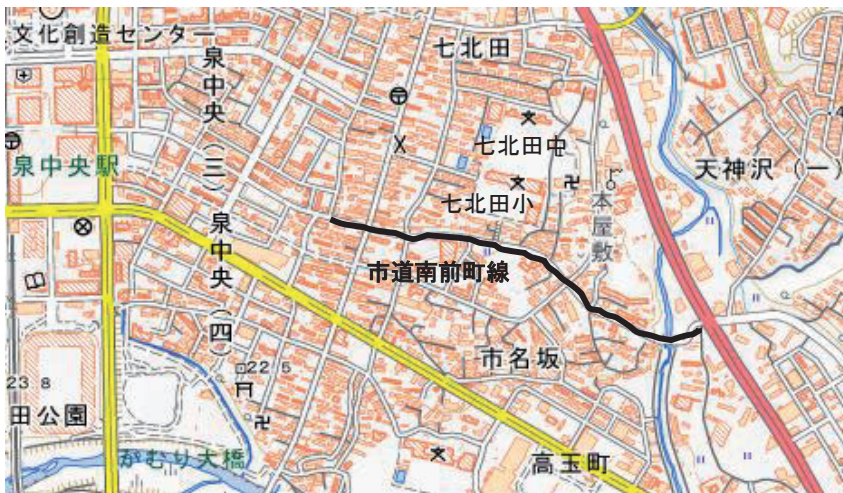 文化創造センター
七北田
泉中央(三)
七北田中
泉中央駅
天神沢(一)
七北田小
本屋敷
泉中央(四)
市道南前町線
市名坂
22 5
23 8
田公園
かむり大橋
高玉町